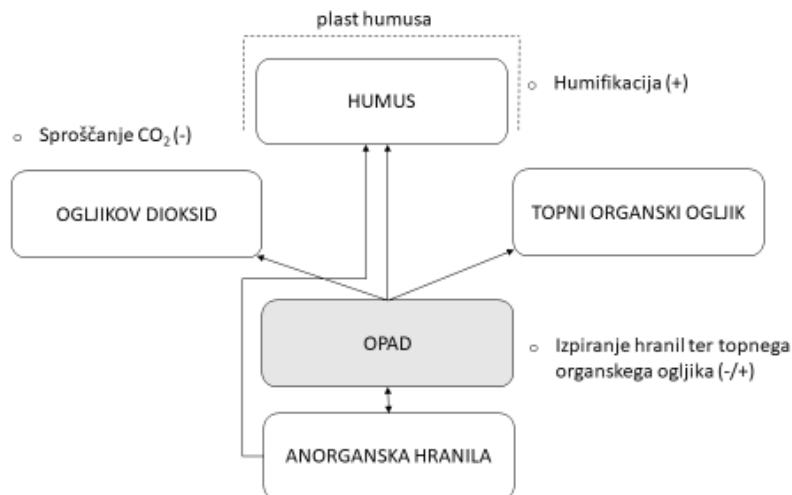 plast humusa
HUMUS
○ Humifikacija (+)
○ Sproščanje CO₂ (-)
OGLJIKOV DIOKSID
TOPNI ORGANSKI OGLJIK
OPAD
○ Izpiranje hranil ter topnega
organskega ogljika (-/+)
ANORGANSKA HRANILA